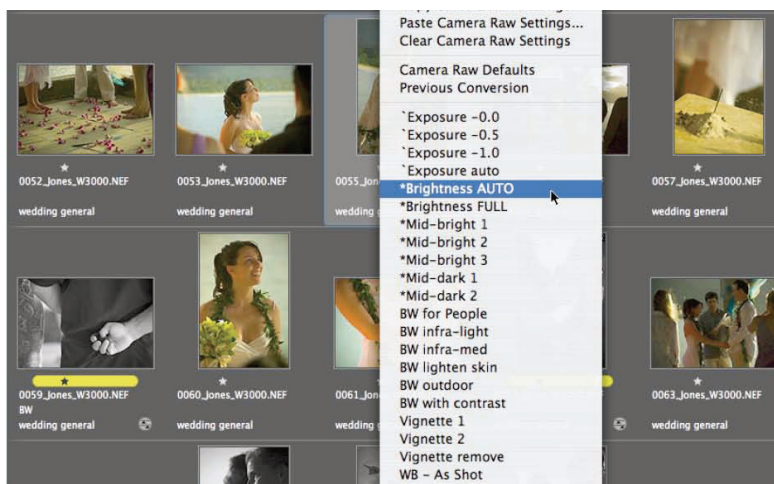 Paste Camera Raw Settings...
Clear Camera Raw Settings
Camera Raw Defaults
Previous Conversion
`Exposure -0.0
`Exposure -0.5
`Exposure -1.0
`Exposure auto
*Brightness AUTO
*Brightness FULL
*Mid-bright 1
*Mid-bright 2
*Mid-bright 3
*Mid-dark 1
*Mid-dark 2
BW for People
BW infra-light
BW infra-med
BW lighten skin
BW outdoor
BW with contrast
Vignette 1
Vignette 2
Vignette remove
WB - As Shot
0052_Jones_W3000.NEF
wedding general
0053_Jones_W3000.NEF
wedding general
0055_Jon
wedding
0057_Jones_W3000.NEF
wedding general
0059_Jones_W3000.NEF
BW
wedding general
0060_Jones_W3000.NEF
wedding general
0061_Jon
wedding
0063_Jones_W3000.NEF
wedding general